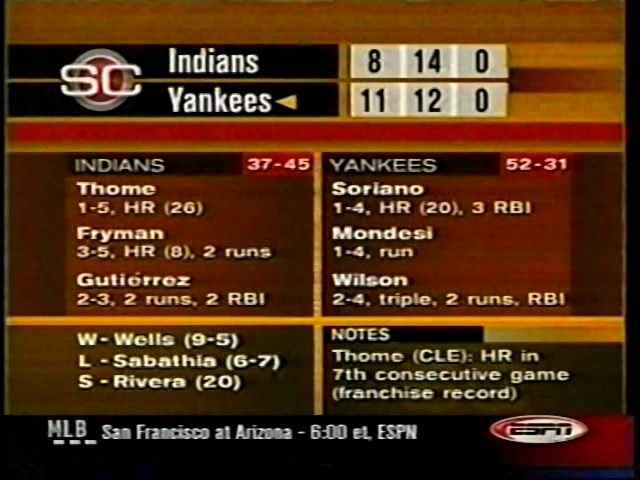 SC
Indians 8 14 0
Yankees 11 12 0
INDIANS 37-45
Thome
1-5, HR (26)
Fryman
3-5, HR (8), 2 runs
Gutierrez
2-3, 2 runs, 2 RBI
YANKEES 52-31
Soriano
1-4, HR (20), 3 RBI
Mondesi
1-4, run
Wilson
2-4, triple, 2 runs, RBI
W - Wells (9-5)
L - Sabathia (6-7)
S - Rivera (20)
NOTES
Thome (CLE): HR in
7th consecutive game
(franchise record)
MLB San Francisco at Arizona - 6:00 et, ESPN
ESPN